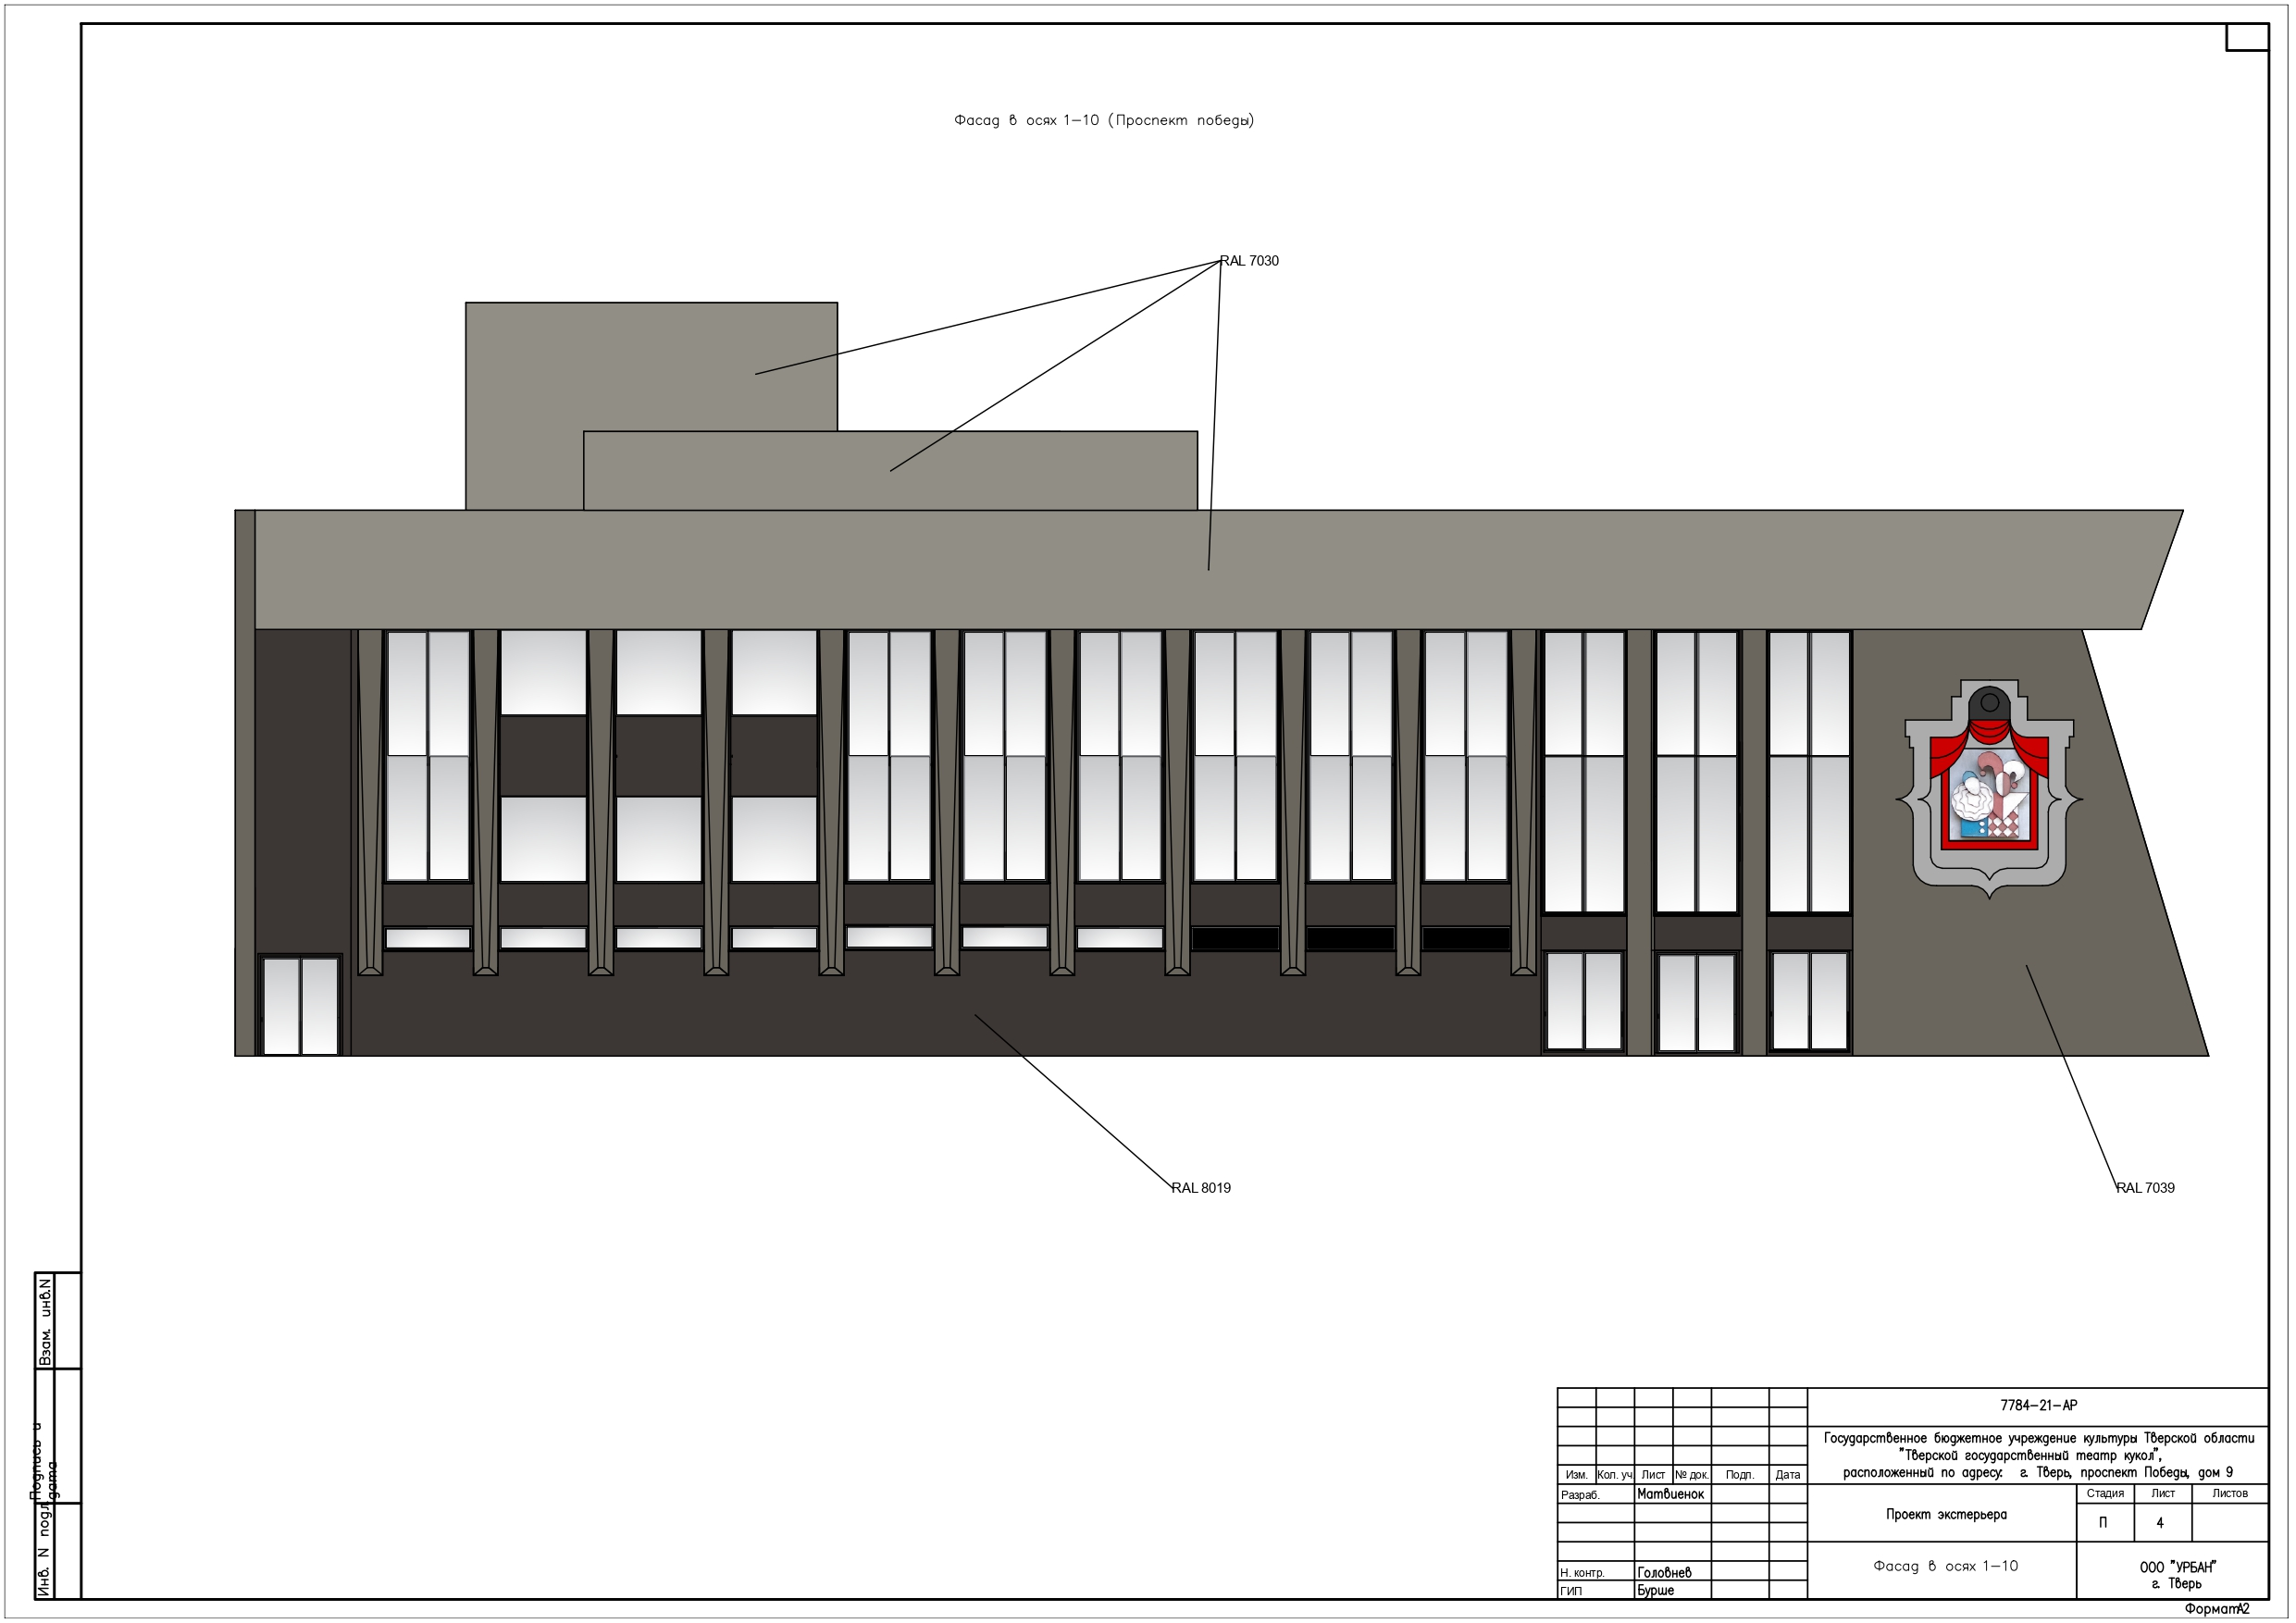 Фасад в осях 1-10 (Проспект победы)
RAL 7030
RAL 8019
RAL 7039
Взам. инв.N
Подпись и
дата
Инв. N подл
7784-21-АР
Государственное бюджетное учреждение культуры Тверской области
"Тверской государственный театр кукол",
расположенный по адресу: г. Тверь, проспект Победы, дом 9
Изм. Кол. уч Лист № док. Подп. Дата
Разраб. Матвиенок
Проект экстерьера
Стадия Лист Листов
П 4
Н. контр. Головнев
ГИП Бурше
Фасад в осях 1-10
ООО "УРБАН"
г. Тверь
Формат А2